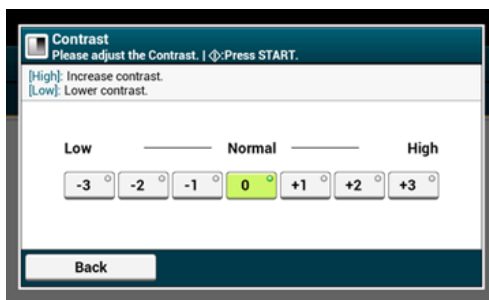 Contrast
Please adjust the Contrast. | :Press START.
[High]: Increase contrast.
[Low]: Lower contrast.
Low Normal High
-3 -2 -1 0 +1 +2 +3
Back